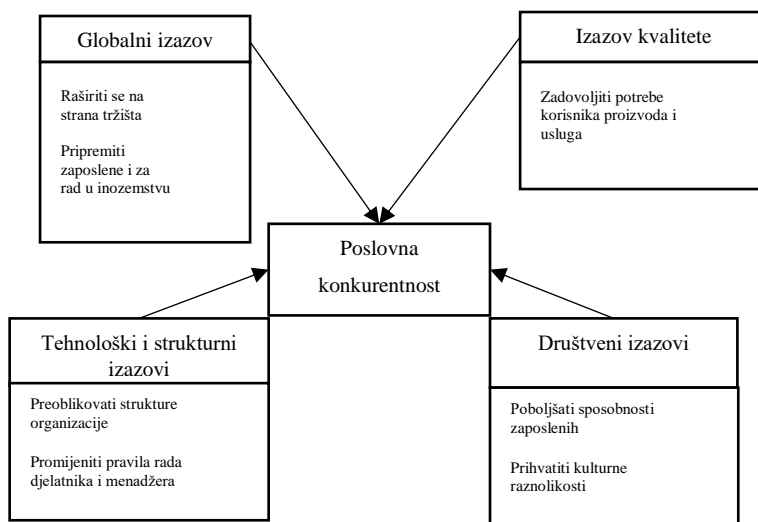 Globalni izazov
Raširiti se na
strana tržišta
Pripremiti
zaposlene i za
rad u inozemstvu
Izazov kvalitete
Zadovoljiti potrebe
korisnika proizvoda i
usluga
Poslovna
konkurentnost
Tehnološki i strukturni
izazovi
Preoblikovati strukture
organizacije
Promijeniti pravila rada
djelatnika i menadžera
Društveni izazovi
Poboljšati sposobnosti
zaposlenih
Prihvatiti kulturne
raznolikosti